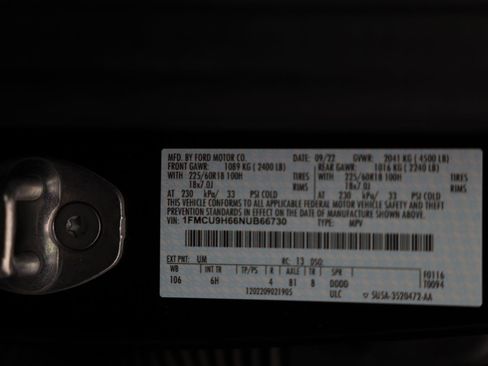 MFD. BY FORD MOTOR CO. DATE: 09/22 GVWR: 2041 KG ( 4500 LB)
FRONT GAWR: 1089 KG ( 2400 LB) REAR GAWR: 1016 KG ( 2240 LB)
WITH 225/60R18 100H TIRES WITH 225/60R18 100H TIRES
18x7.0J RIMS 18x7.0J RIMS
AT 230 kPa/ 33 PSI COLD AT 230 kPa/ 33 PSI COLD
THIS VEHICLE CONFORMS TO ALL APPLICABLE FEDERAL MOTOR VEHICLE SAFETY AND THEFT
PREVENTION STANDARDS IN EFFECT ON THE DATE OF MANUFACTURE SHOWN ABOVE.
VIN: 1FMCU9H66NUB66730 TYPE: MPV
EXT PNT: UM RC: 13 DSO:
WB INT TR TP/PS R AXLE TR SPR F0116
106 6H 4 81 8 DDDD T0094
1202209021905 ULC 5U5A-3520472-AA